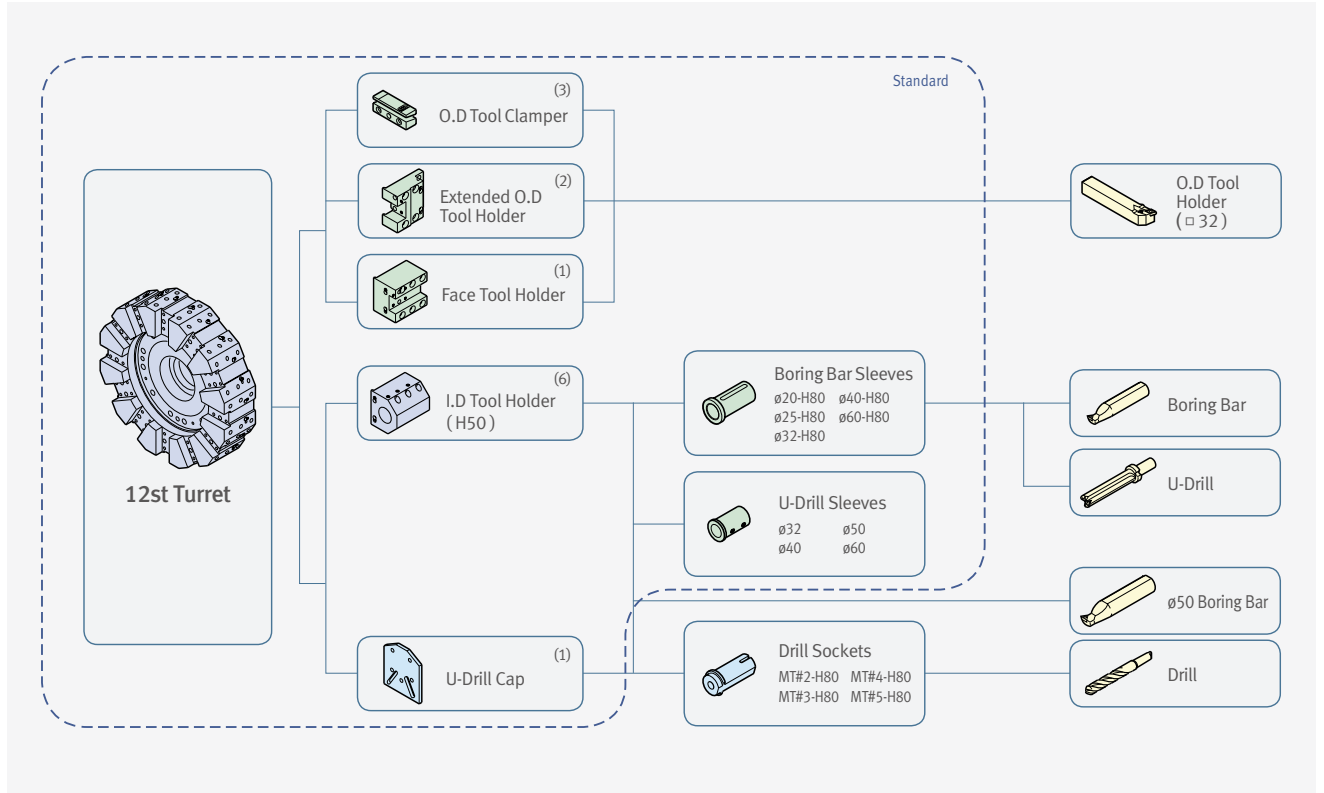 Standard
(3)
O.D Tool Clamper
(2)
Extended O.D
Tool Holder
(1)
Face Tool Holder
O.D Tool
Holder
( □ 32 )
12st Turret
(6)
I.D Tool Holder
( H50 )
Boring Bar Sleeves
ø20-H80 ø40-H80
ø25-H80 ø60-H80
ø32-H80
Boring Bar
U-Drill
U-Drill Sleeves
ø32 ø50
ø40 ø60
ø50 Boring Bar
(1)
U-Drill Cap
Drill Sockets
MT#2-H80 MT#4-H80
MT#3-H80 MT#5-H80
Drill